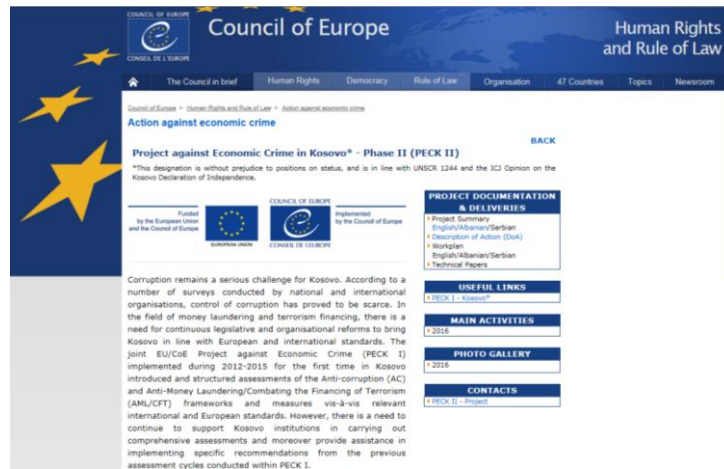 COUNCIL OF EUROPE
CONSEIL DE L'EUROPE
Council of Europe
Human Rights
and Rule of Law
The Council in brief Human Rights Democracy Rule of Law Organisation 47 Countries Topics Newsroom
Council of Europe > Human Rights and Rule of Law > Action against economic crime
Action against economic crime
BACK
Project against Economic Crime in Kosovo* - Phase II (PECK II)
*This designation is without prejudice to positions on status, and is in line with UNSCR 1244 and the ICJ Opinion on the
Kosovo Declaration of Independence.
Funded
by the European Union
and the Council of Europe
EUROPEAN UNION
COUNCIL OF EUROPE
CONSEIL DE L'EUROPE
Implemented
by the Council of Europe
Corruption remains a serious challenge for Kosovo. According to a
number of surveys conducted by national and international
organisations, control of corruption has proved to be scarce. In
the field of money laundering and terrorism financing, there is a
need for continuous legislative and organisational reforms to bring
Kosovo in line with European and international standards. The
joint EU/CoE Project against Economic Crime (PECK I)
implemented during 2012-2015 for the first time in Kosovo
introduced and structured assessments of the Anti-corruption (AC)
and Anti-Money Laundering/Combating the Financing of Terrorism
(AML/CFT) frameworks and measures vis-à-vis relevant
international and European standards. However, there is a need to
continue to support Kosovo institutions in carrying out
comprehensive assessments and moreover provide assistance in
implementing specific recommendations from the previous
assessment cycles conducted within PECK I.
PROJECT DOCUMENTATION
& DELIVERIES
Project Summary
English/Albanian/Serbian
Description of Action (DoA)
Workplan
English/Albanian/Serbian
Technical Papers
USEFUL LINKS
PECK I - Kosovo*
MAIN ACTIVITIES
2016
PHOTO GALLERY
2016
CONTACTS
PECK II - Project